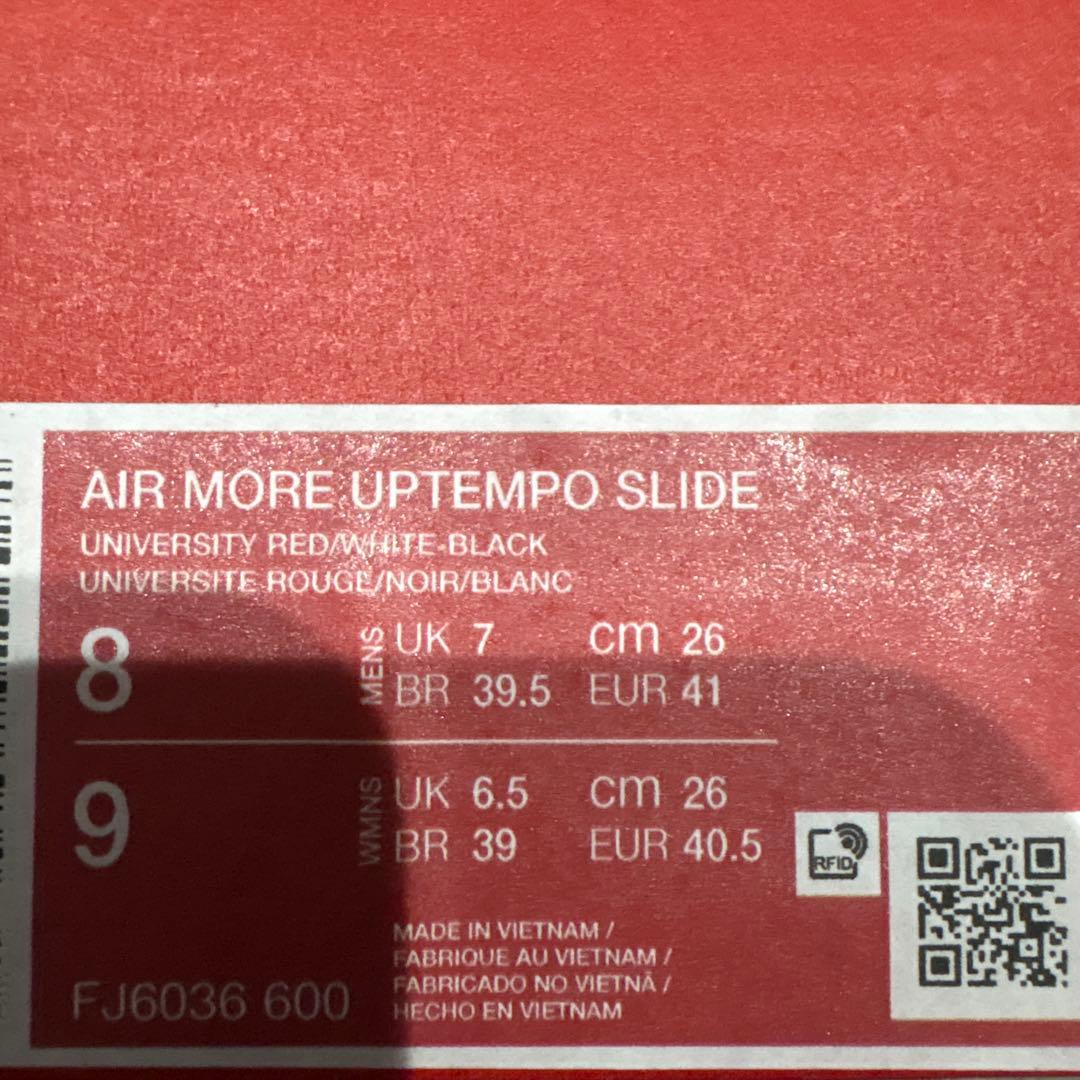 AIR MORE UPTEMPO SLIDE
UNIVERSITY RED/WHITE-BLACK
UNIVERSITE ROUGE/NOIR/BLANC
8 MENS UK 7 cm 26
BR 39.5 EUR 41
9 WMNS UK 6.5 cm 26
BR 39 EUR 40.5
RFID
MADE IN VIETNAM /
FABRIQUE AU VIETNAM /
FABRICADO NO VIETNÃ /
HECHO EN VIETNAM
FJ6036 600